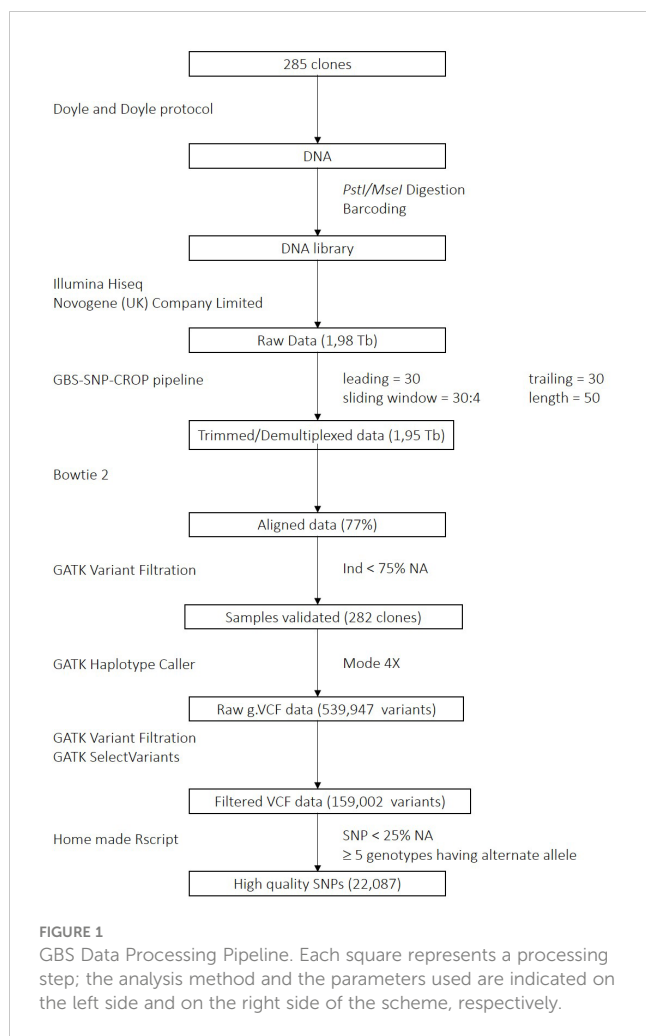 285 clones
Doyle and Doyle protocol
DNA
PstI/MseI Digestion
Barcoding
DNA library
Illumina Hiseq
Novogene (UK) Company Limited
Raw Data (1,98 Tb)
GBS-SNP-CROP pipeline
leading = 30 trailing = 30
sliding window = 30:4 length = 50
Trimmed/Demultiplexed data (1,95 Tb)
Bowtie 2
Aligned data (77%)
GATK Variant Filtration
Ind < 75% NA
Samples validated (282 clones)
GATK Haplotype Caller
Mode 4X
Raw g.VCF data (539,947 variants)
GATK Variant Filtration
GATK SelectVariants
Filtered VCF data (159,002 variants)
Home made Rscript
SNP < 25% NA
≥ 5 genotypes having alternate allele
High quality SNPs (22,087)
FIGURE 1
GBS Data Processing Pipeline. Each square represents a processing
step; the analysis method and the parameters used are indicated on
the left side and on the right side of the scheme, respectively.